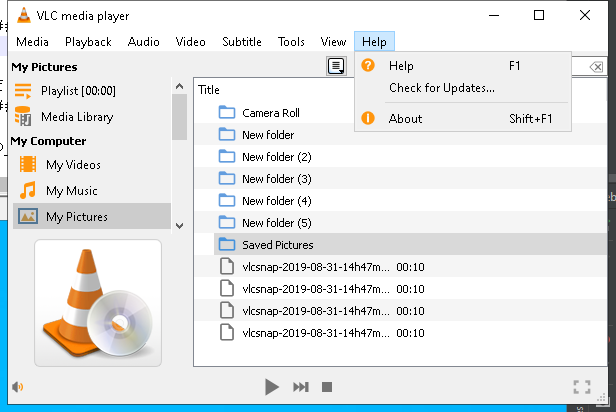 VLC media player
Media Playback Audio Video Subtitle Tools View Help
My Pictures
Playlist [00:00]
Media Library
My Computer
My Videos
My Music
My Pictures
Help F1
Check for Updates...
About Shift+F1
Title
Camera Roll
New folder
New folder (2)
New folder (3)
New folder (4)
New folder (5)
Saved Pictures
vlcsnap-2019-08-31-14h47m... 00:10
vlcsnap-2019-08-31-14h47m... 00:10
vlcsnap-2019-08-31-14h47m... 00:10
vlcsnap-2019-08-31-14h47m... 00:10